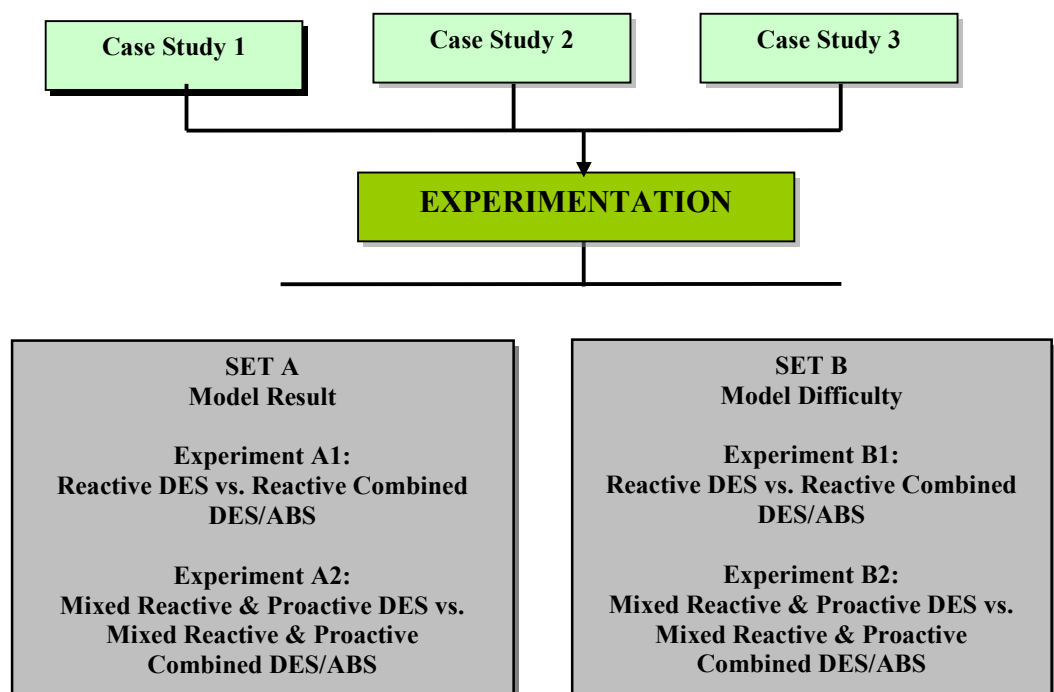 Case Study 1
Case Study 2
Case Study 3
EXPERIMENTATION
SET A
Model Result
Experiment A1:
Reactive DES vs. Reactive Combined
DES/ABS
Experiment A2:
Mixed Reactive & Proactive DES vs.
Mixed Reactive & Proactive
Combined DES/ABS
SET B
Model Difficulty
Experiment B1:
Reactive DES vs. Reactive Combined
DES/ABS
Experiment B2:
Mixed Reactive & Proactive DES vs.
Mixed Reactive & Proactive
Combined DES/ABS